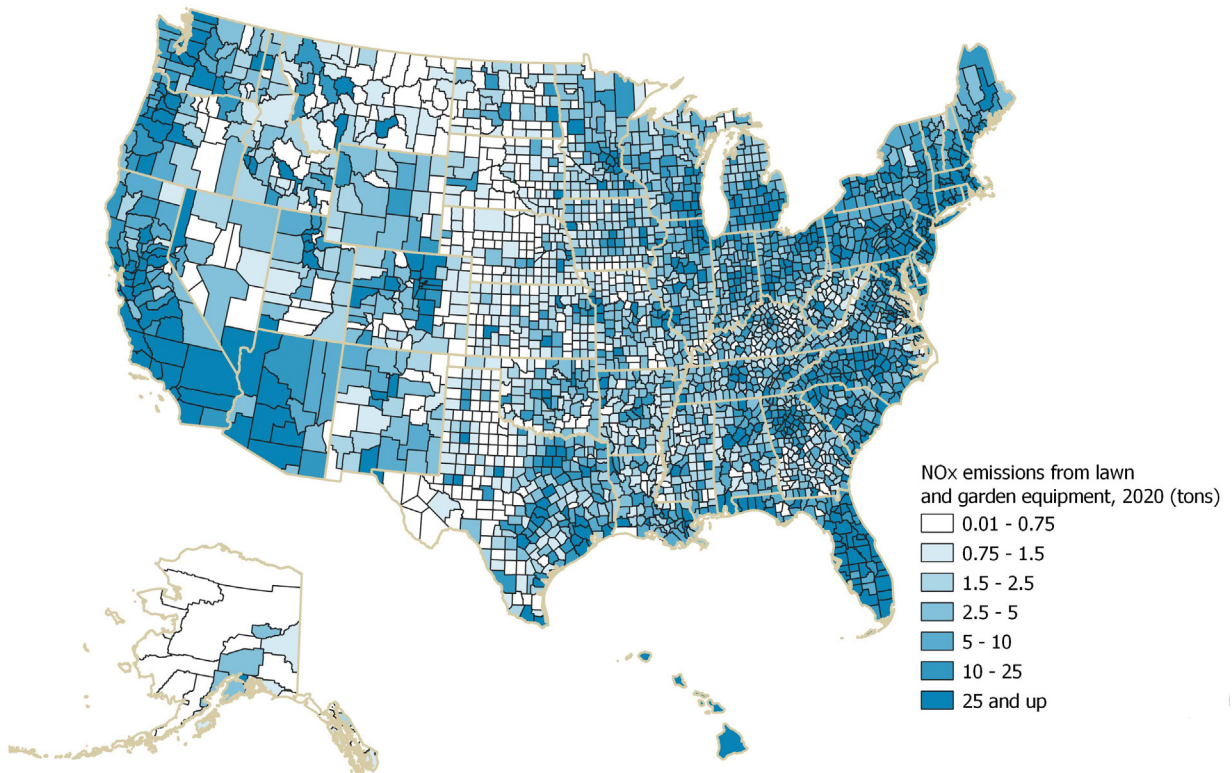 NOx emissions from lawn
and garden equipment, 2020 (tons)
0.01 - 0.75
0.75 - 1.5
1.5 - 2.5
2.5 - 5
5 - 10
10 - 25
25 and up